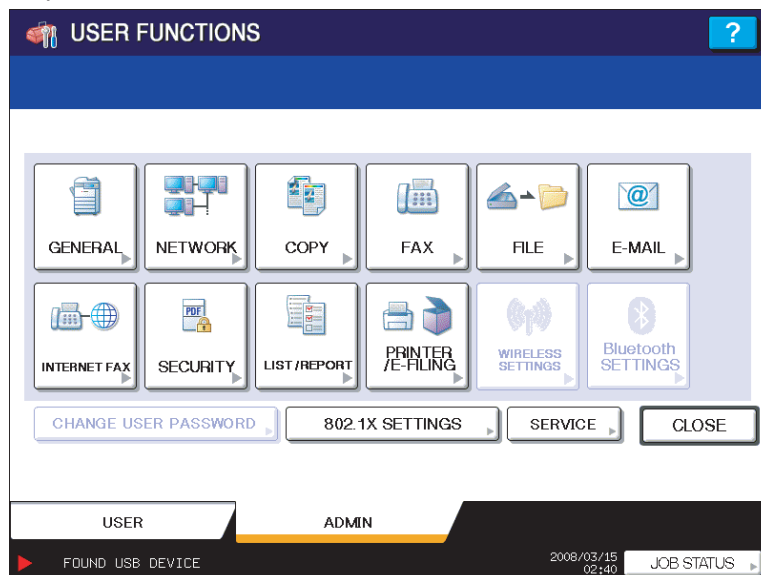 USER FUNCTIONS
?
GENERAL
NETWORK
COPY
FAX
FILE
@
E-MAIL
INTERNET FAX
PDF
SECURITY
LIST/REPORT
PRINTER
/E-FILING
WIRELESS
SETTINGS
Bluetooth
SETTINGS
CHANGE USER PASSWORD
802.1X SETTINGS
SERVICE
CLOSE
USER
ADMIN
FOUND USB DEVICE
2008/03/15
02:40
JOB STATUS